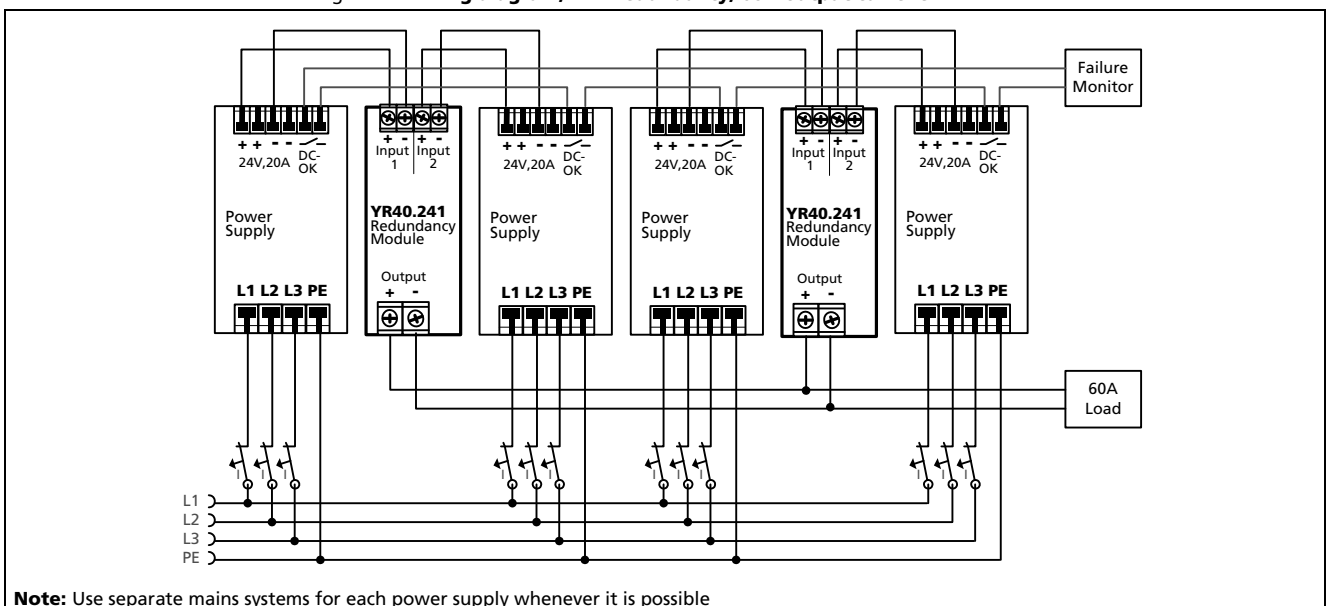 Failure
Monitor
+ + - -
24V,20A
DC-
OK
Power
Supply
L1 L2 L3 PE
+ - + -
Input
1
Input
2
YR40.241
Redundancy
Module
Output
+ -
+ + - -
24V,20A
DC-
OK
Power
Supply
L1 L2 L3 PE
+ + - -
24V,20A
DC-
OK
Power
Supply
L1 L2 L3 PE
+ - + -
Input
1
Input
2
YR40.241
Redundancy
Module
Output
+ -
+ + - -
24V,20A
DC-
OK
Power
Supply
L1 L2 L3 PE
60A
Load
I I I
I I I
I I I
I I I
L1
L2
L3
PE
Note: Use separate mains systems for each power supply whenever it is possible